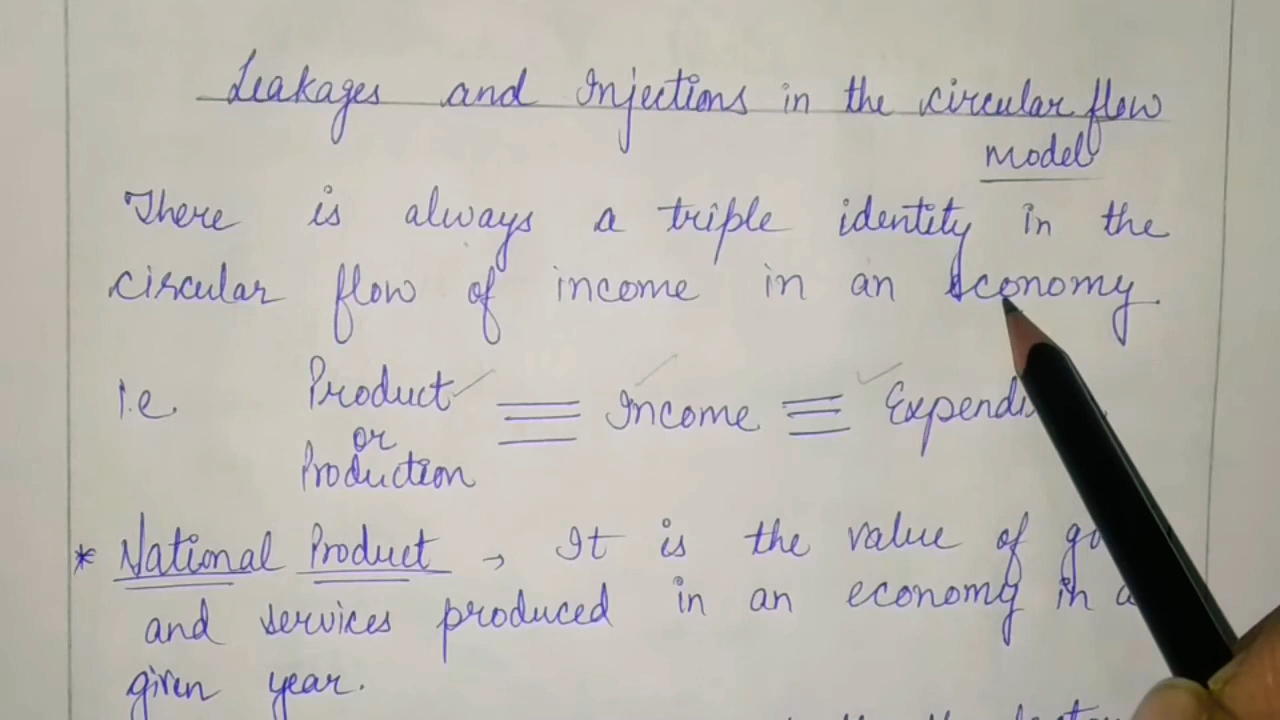 Leakages and Injections in the circular flow
model
There is always a triple identity in the
circular flow of income in an economy.
i.e. Product ≡ Income ≡
or
Production
* National Product → It is the value of
and services produced in an economy in a
given year.